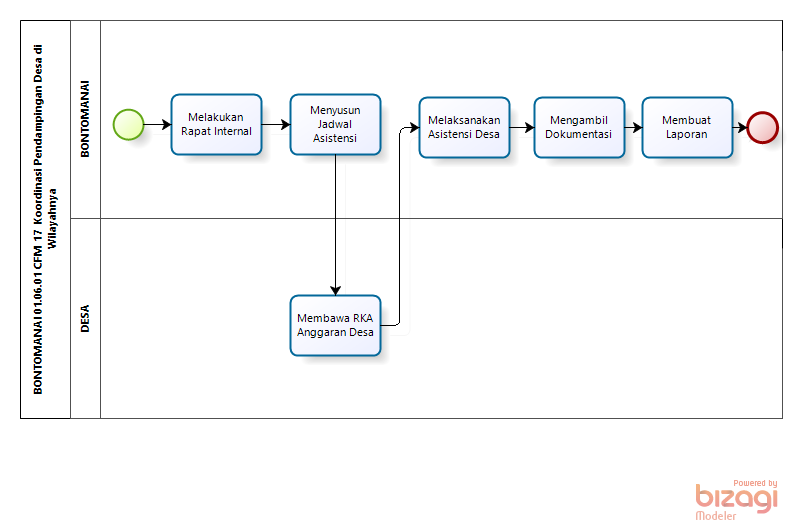 BONTOMANAI 01.06.01 CFM 17 Koordinasi Pendampingan Desa di
Wilayahnya
BONTOMANAI
Melakukan
Rapat Internal
Menyusun
Jadwal
Asistensi
Melaksanakan
Asistensi Desa
Mengambil
Dokumentasi
Membuat
Laporan
DESA
Membawa RKA
Anggaran Desa
Powered by
bizagi
Modeler